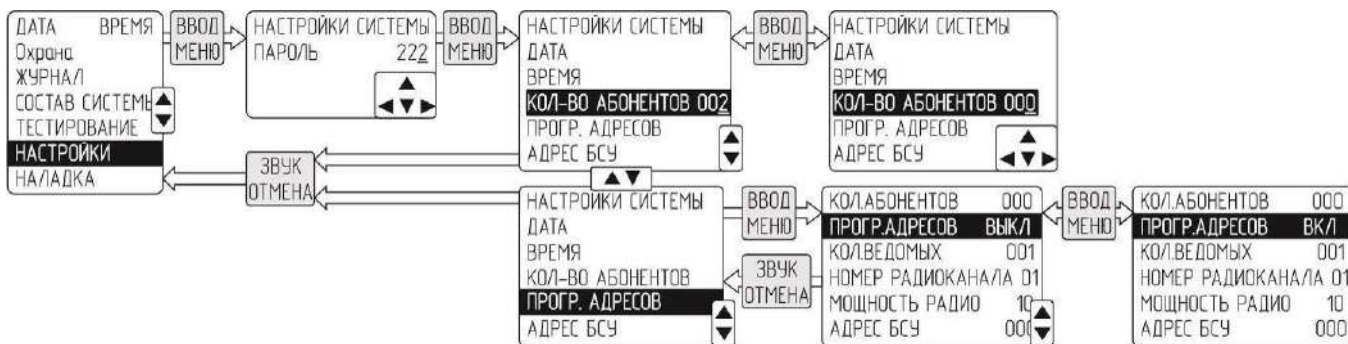 ДАТА ВРЕМЯ
Охрана
ЖУРНАЛ
СОСТАВ СИСТЕМЫ
ТЕСТИРОВАНИЕ
НАСТРОЙКИ
НАЛАДКА
ВВОД
МЕНЮ
НАСТРОЙКИ СИСТЕМЫ
ПАРОЛЬ 222
ВВОД
МЕНЮ
НАСТРОЙКИ СИСТЕМЫ
ДАТА
ВРЕМЯ
КОЛ-ВО АБОНЕНТОВ 002
ПРОГР. АДРЕСОВ
АДРЕС БСУ
ВВОД
МЕНЮ
НАСТРОЙКИ СИСТЕМЫ
ДАТА
ВРЕМЯ
КОЛ-ВО АБОНЕНТОВ 000
ПРОГР. АДРЕСОВ
АДРЕС БСУ
ЗВУК
ОТМЕНА
НАСТРОЙКИ СИСТЕМЫ
ДАТА
ВРЕМЯ
КОЛ-ВО АБОНЕНТОВ
ПРОГР. АДРЕСОВ
АДРЕС БСУ
ВВОД
МЕНЮ
ЗВУК
ОТМЕНА
КОЛ.АБОНЕНТОВ 000
ПРОГР.АДРЕСОВ ВЫКЛ
КОЛ.ВЕДОМЫХ 001
НОМЕР РАДИОКАНАЛА 01
МОЩНОСТЬ РАДИО 10
АДРЕС БСУ 000
ВВОД
МЕНЮ
КОЛ.АБОНЕНТОВ 000
ПРОГР.АДРЕСОВ ВКЛ
КОЛ.ВЕДОМЫХ 001
НОМЕР РАДИОКАНАЛА 01
МОЩНОСТЬ РАДИО 10
АДРЕС БСУ 000